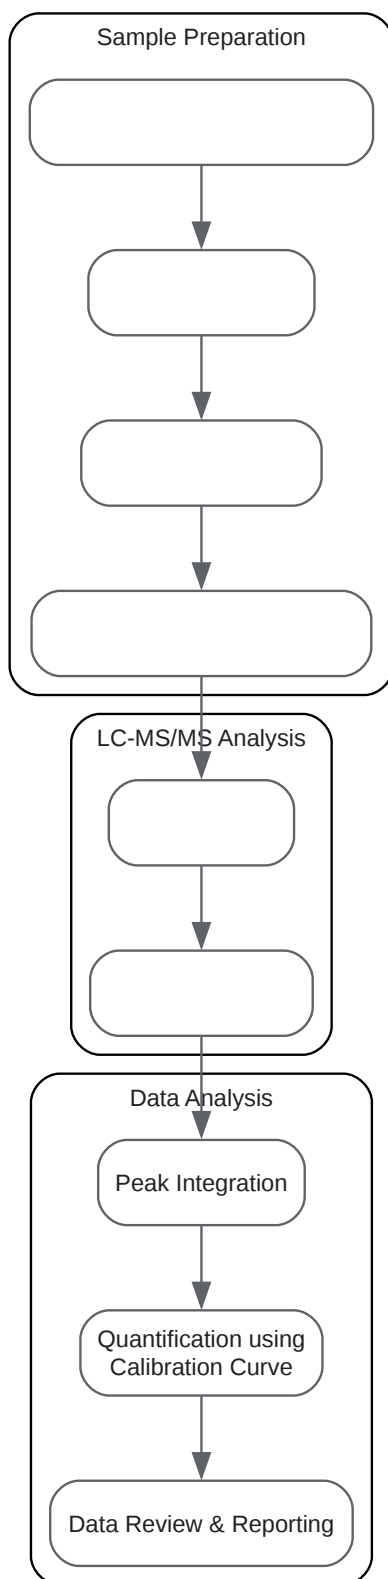 Sample Preparation
LC-MS/MS Analysis
Data Analysis
Peak Integration
Quantification using
Calibration Curve
Data Review & Reporting